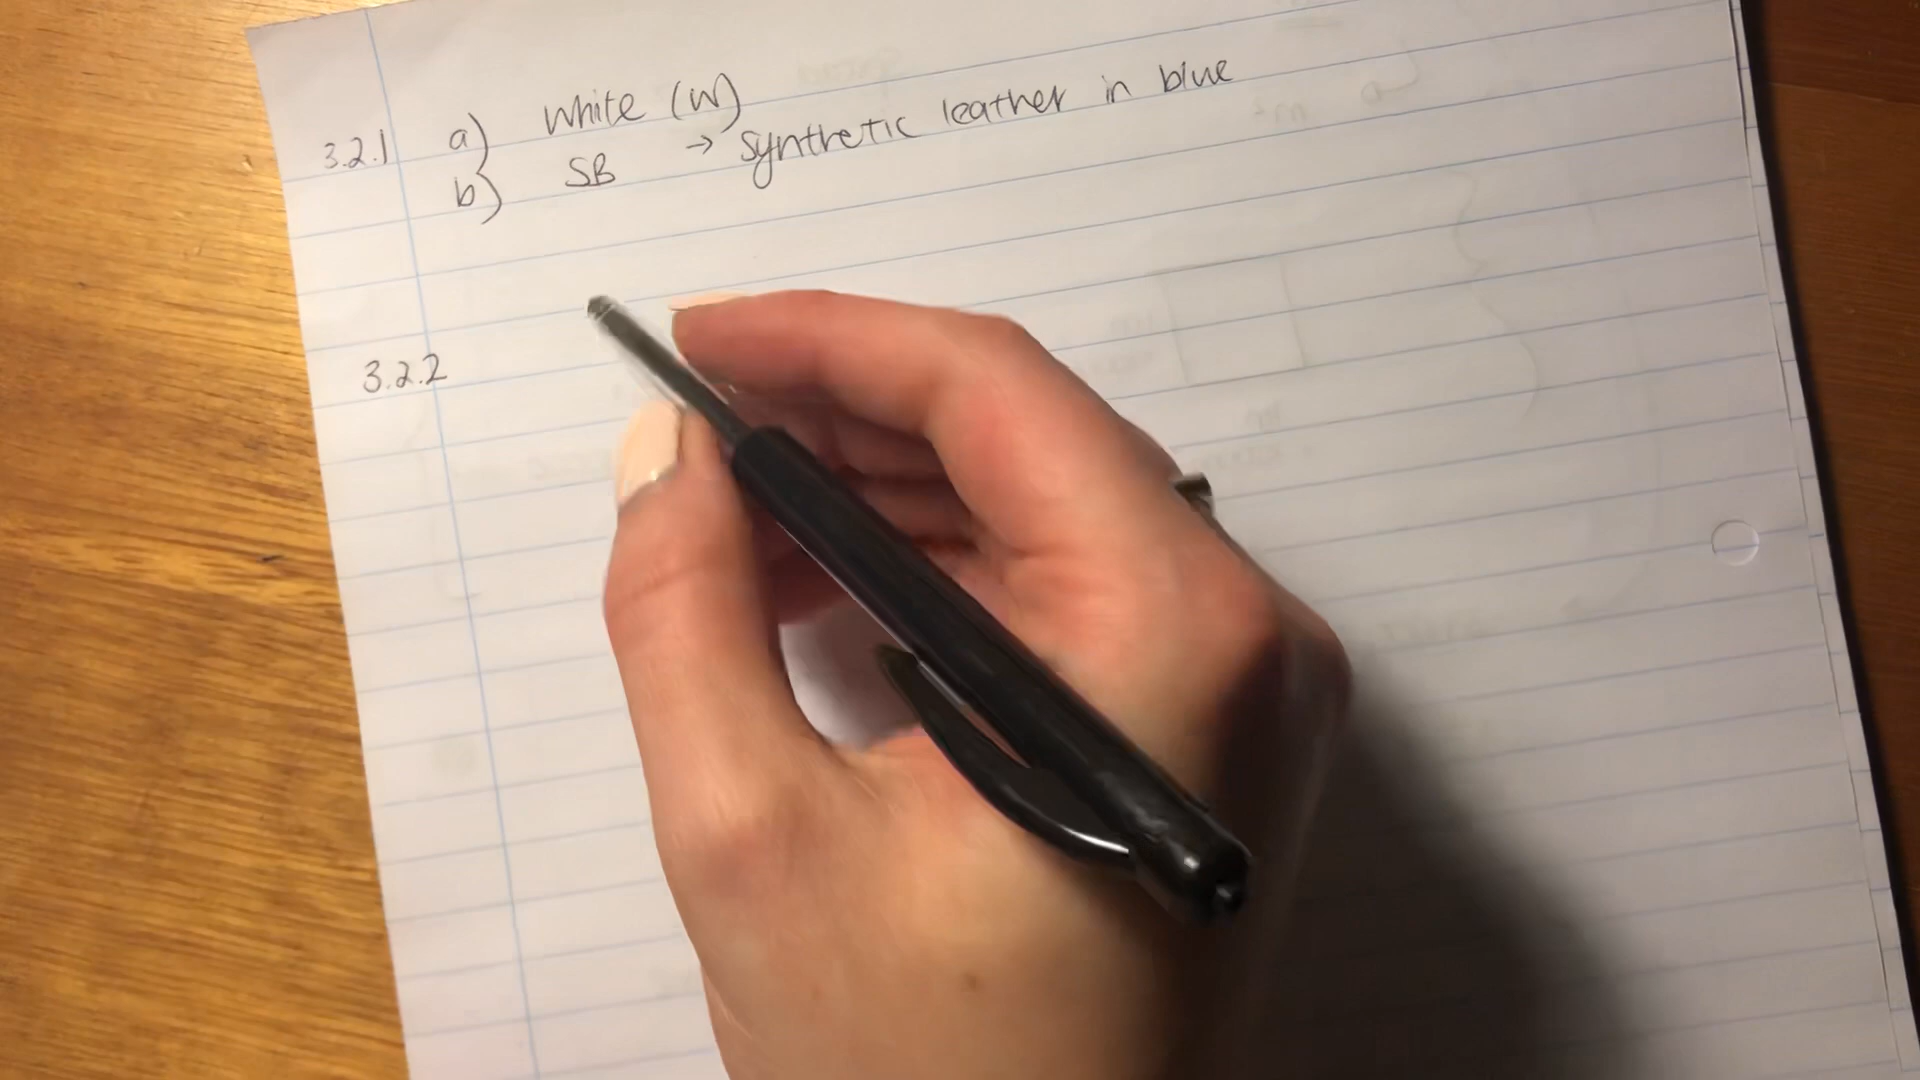 3.2.1 a) White (W)
b) SB → Synthetic leather in blue
3.2.2